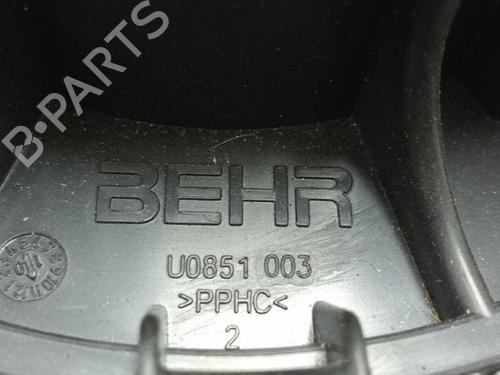 B-PARTS
BEHR
U0851 003
>PPHC<
2